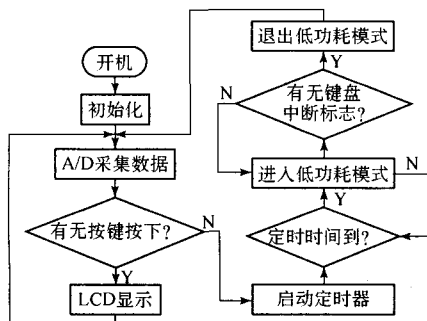 开机
初始化
A/D采集数据
有无按键按下?
N
Y
LCD显示
退出低功耗模式
Y
N
有无键盘
中断标志?
进入低功耗模式
N
Y
定时时间到?
启动定时器